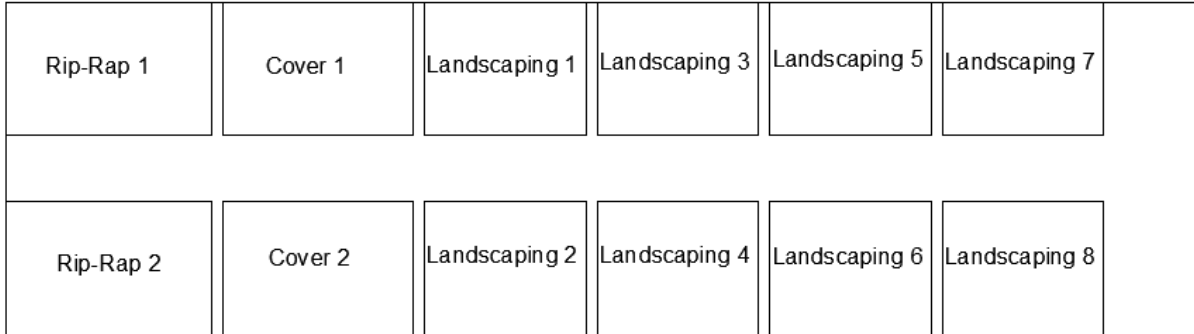 Rip-Rap 1
Cover 1
Landscaping 1
Landscaping 3
Landscaping 5
Landscaping 7
Rip-Rap 2
Cover 2
Landscaping 2
Landscaping 4
Landscaping 6
Landscaping 8